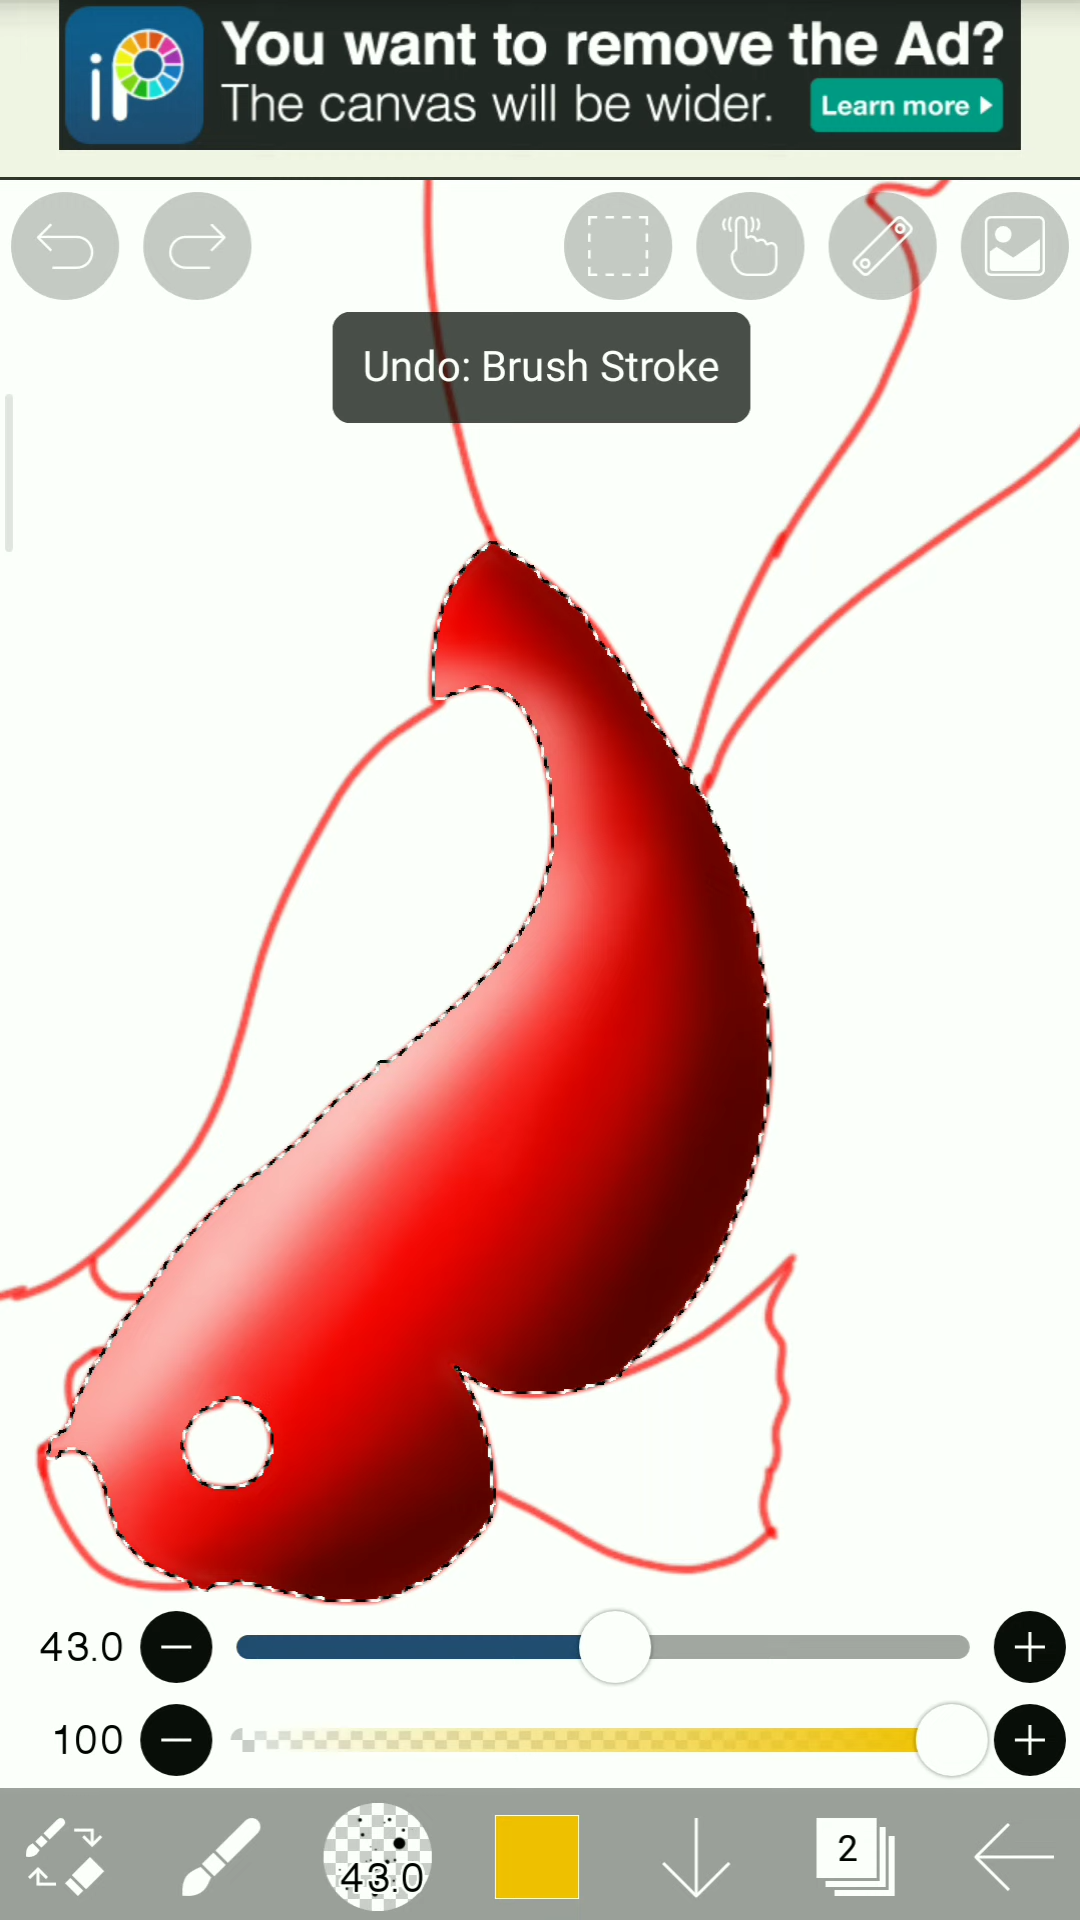 iP
You want to remove the Ad?
The canvas will be wider.
Learn more
Undo: Brush Stroke
43.0
100
43.0
2